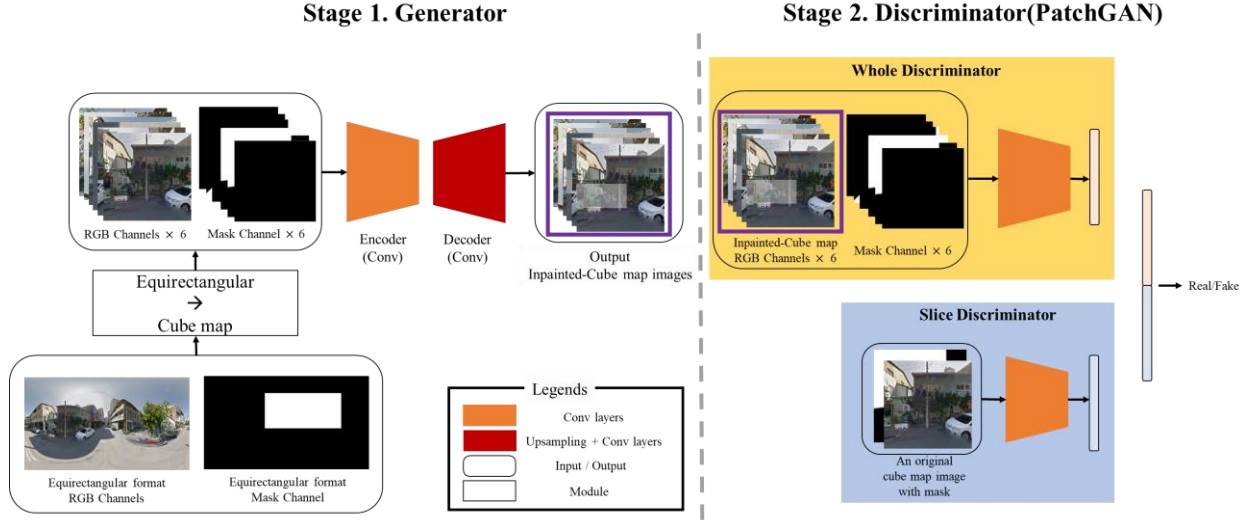 Stage 1. Generator
RGB Channels × 6
Mask Channel × 6
Encoder
(Conv)
Decoder
(Conv)
Output
Inpainted-Cube map images
Equirectangular
→
Cube map
Equirectangular format
RGB Channels
Equirectangular format
Mask Channel
Legends
Conv layers
Upsampling + Conv layers
Input / Output
Module
Stage 2. Discriminator(PatchGAN)
Whole Discriminator
Inpainted-Cube map
RGB Channels × 6
Mask Channel × 6
Slice Discriminator
An original
cube map image
with mask
Real/Fake